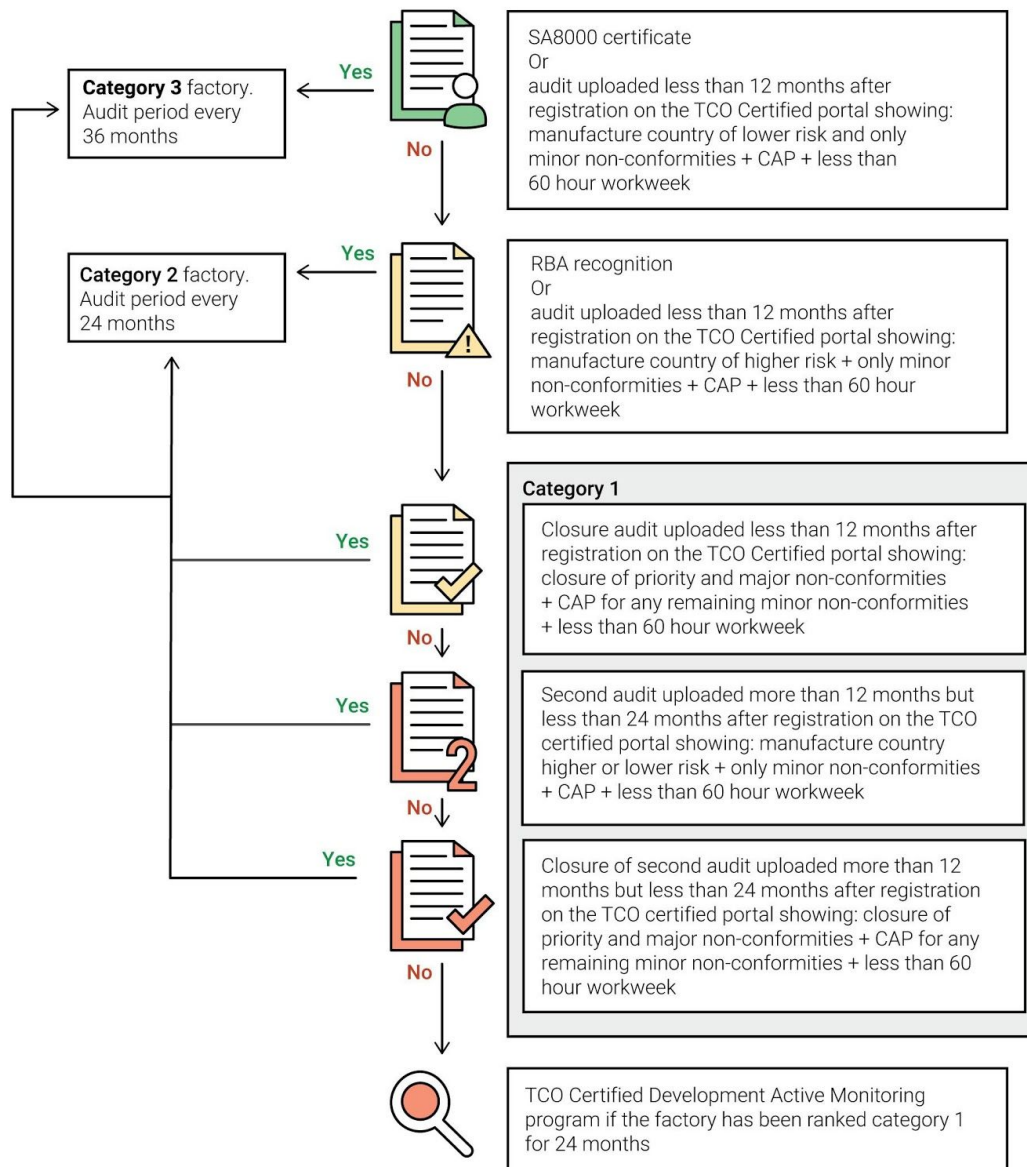 SA8000 certificate
Or
audit uploaded less than 12 months after
registration on the TCO Certified portal showing:
manufacture country of lower risk and only
minor non-conformities + CAP + less than
60 hour workweek
Yes
Category 3 factory.
Audit period every
36 months
No
RBA recognition
Or
audit uploaded less than 12 months after
registration on the TCO Certified portal showing:
manufacture country of higher risk + only minor
non-conformities + CAP + less than 60 hour
workweek
Yes
Category 2 factory.
Audit period every
24 months
!
No
Category 1
Closure audit uploaded less than 12 months after
registration on the TCO Certified portal showing:
closure of priority and major non-conformities
+ CAP for any remaining minor non-conformities
+ less than 60 hour workweek
Yes
No
Second audit uploaded more than 12 months but
less than 24 months after registration on the TCO
certified portal showing: manufacture country
higher or lower risk + only minor non-conformities
+ CAP + less than 60 hour workweek
Yes
2
No
Closure of second audit uploaded more than 12
months but less than 24 months after registration
on the TCO certified portal showing: closure of
priority and major non-conformities + CAP for any
remaining minor non-conformities + less than 60
hour workweek
Yes
No
TCO Certified Development Active Monitoring
program if the factory has been ranked category 1
for 24 months